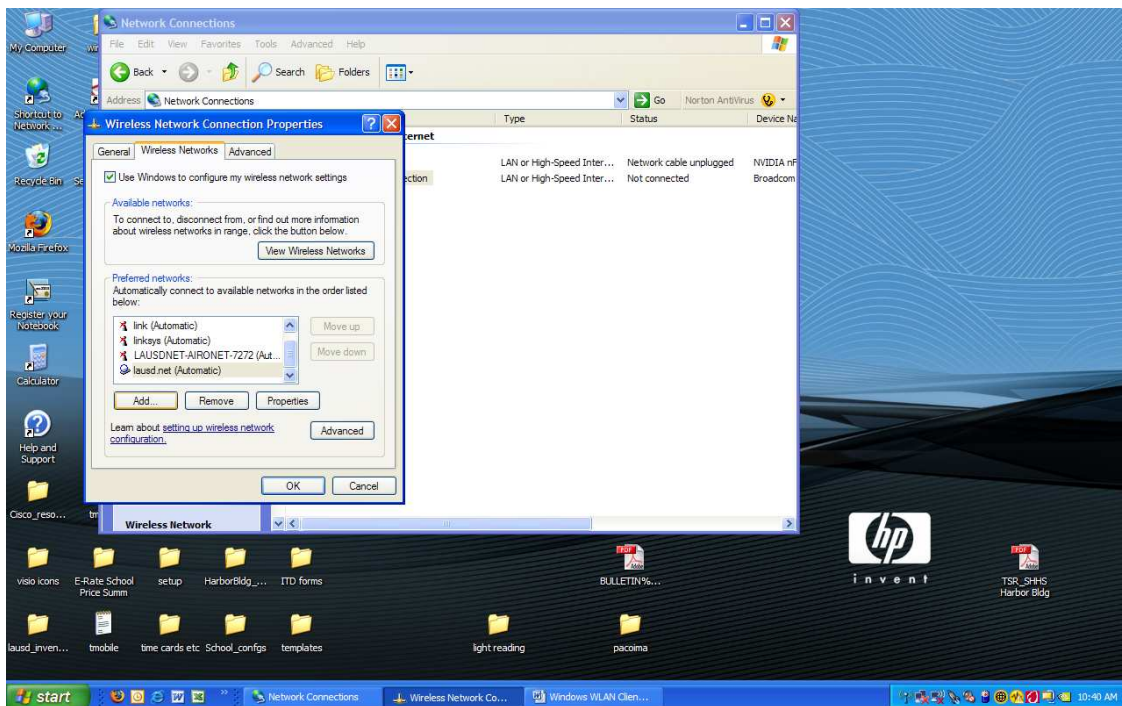 Network Connections
File Edit View Favorites Tools Advanced Help
Back Search Folders
Address Network Connections Go Norton AntiVirus
Type Status Device Na
ernet
LAN or High-Speed Inter... Network cable unplugged NVIDIA nF
ection LAN or High-Speed Inter... Not connected Broadcom
Wireless Network
Wireless Network Connection Properties
General Wireless Networks Advanced
Use Windows to configure my wireless network settings
Available networks:
To connect to, disconnect from, or find out more information
about wireless networks in range, click the button below.
View Wireless Networks
Preferred networks:
Automatically connect to available networks in the order listed
below:
link (Automatic)
linksys (Automatic)
LAUSDNET-AIRONET-7272 (Aut...
lausd.net (Automatic)
Move up
Move down
Add... Remove Properties
Learn about setting up wireless network
configuration.
Advanced
OK Cancel
My Computer
Shortcut to
Network ...
Recycle Bin
Mozilla Firefox
Register your
Notebook
Calculator
Help and
Support
Cisco_reso...
visio icons
E-Rate School
Price Summ
setup
HarborBldg_...
ITD forms
BULLETIN%...
hp
invent
TSR_SHHS
Harbor Bldg
lausd_inven...
tmobile
time cards etc
School_confgs
templates
light reading
pacoima
start Network Connections Wireless Network Co... Windows WLAN Clien... 10:40 AM